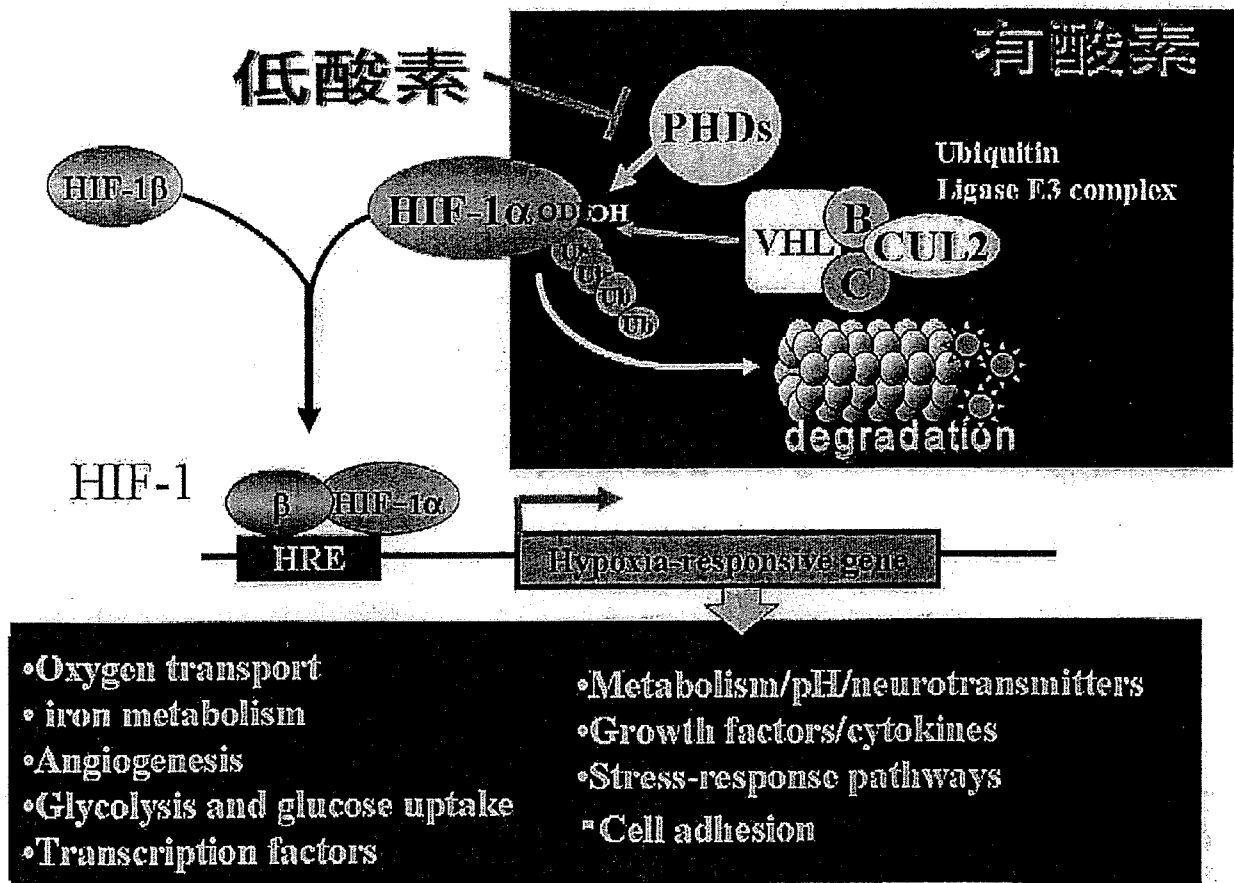 低酸素
有酸素
PHDs
Ubiquitin
Ligase E3 complex
HIF-1β
HIF-1α OD OH
VHL
B
CUL2
C
Ub
Ub
Ub
Ub
degradation
HIF-1
β
HIF-1α
HRE
Hypoxia-responsive gene
•Oxygen transport
• iron metabolism
•Angiogenesis
•Glycolysis and glucose uptake
•Transcription factors
•Metabolism/pH/neurotransmitters
•Growth factors/cytokines
•Stress-response pathways
▪Cell adhesion